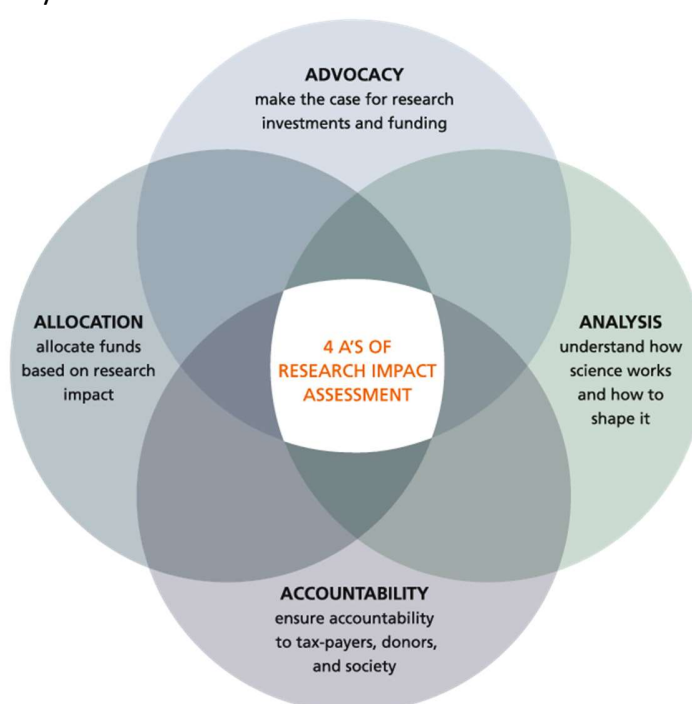 ADVOCACY
make the case for research
investments and funding
ALLOCATION
allocate funds
based on research
impact
4 A'S OF
RESEARCH IMPACT
ASSESSMENT
ANALYSIS
understand how
science works
and how to
shape it
ACCOUNTABILITY
ensure accountability
to tax-payers, donors,
and society